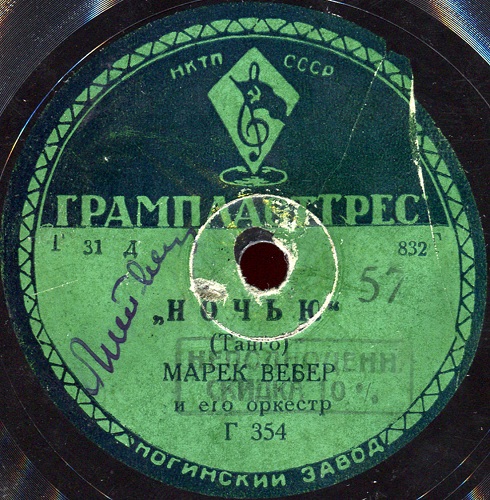 НКТП СССР
ГРАМПЛАСТТРЕСТ
Г 31 Д 832 Г
57
„НОЧЬЮ“
(Танго)
МАРЕК ВЕБЕР
и его оркестр
Г 354
НОГИНСКИЙ ЗАВОД